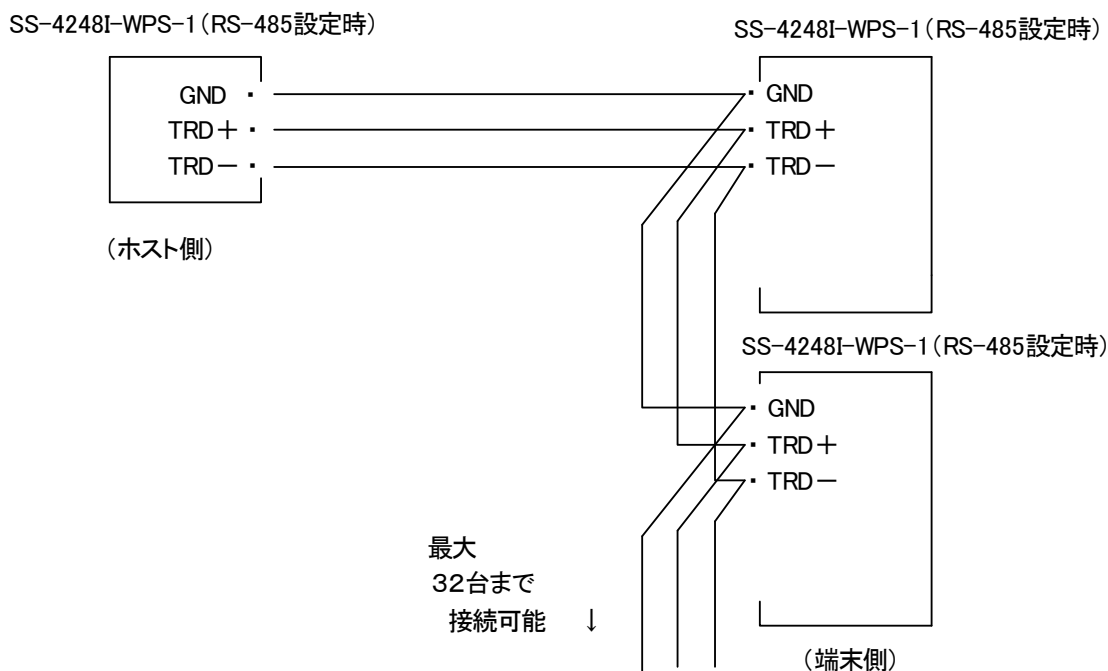 SS-4248I-WPS-1（RS-485設定時）
SS-4248I-WPS-1（RS-485設定時）
GND
TRD＋
TRD－
（ホスト側）
GND
TRD＋
TRD－
SS-4248I-WPS-1（RS-485設定時）
GND
TRD＋
TRD－
最大
３２台まで
接続可能 ↓
（端末側）